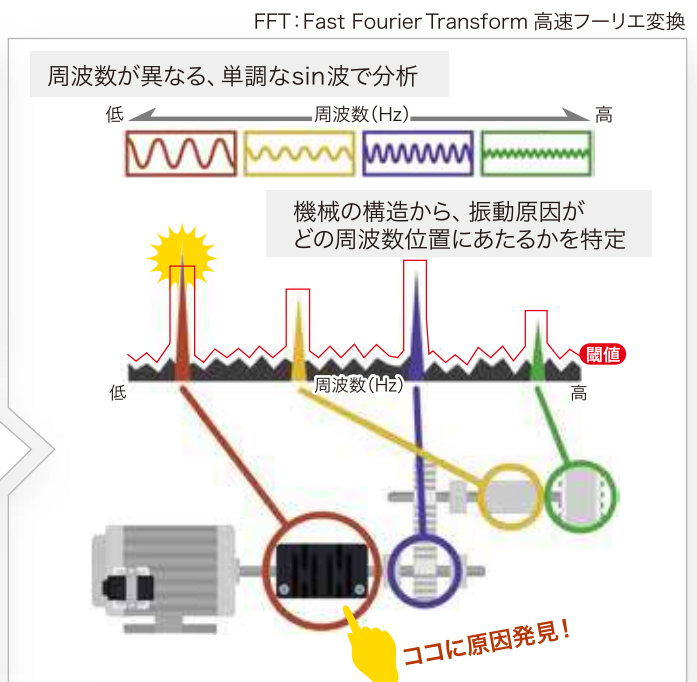 FFT：Fast Fourier Transform 高速フーリエ変換
周波数が異なる、単調なsin波で分析
低 周波数（Hz） 高
機械の構造から、振動原因が
どの周波数位置にあたるかを特定
閾値
低 周波数（Hz） 高
ココに原因発見！